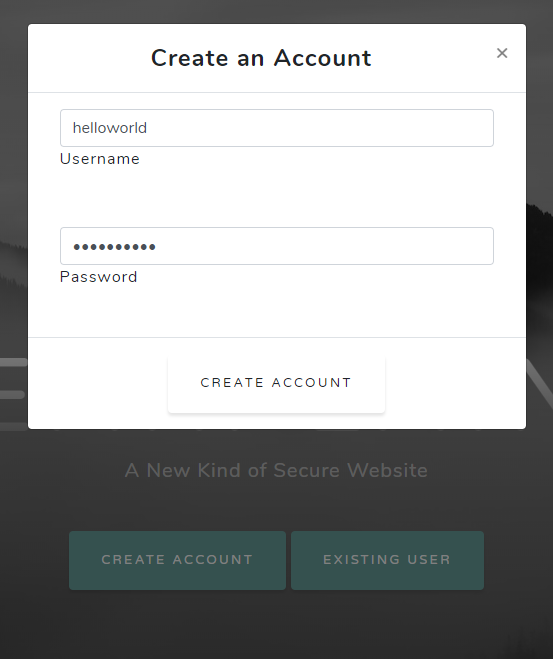 Create an Account
×
helloworld
Username
••••••••••
Password
CREATE ACCOUNT
A New Kind of Secure Website
CREATE ACCOUNT
EXISTING USER